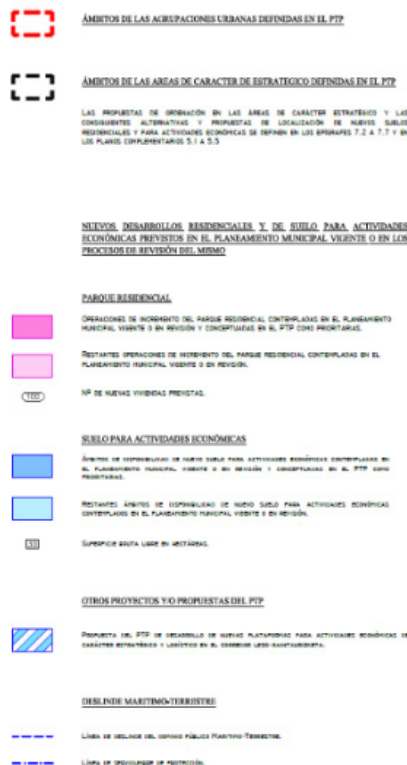 ÁMBITOS DE LAS AGRUPACIONES URBANAS DEFINIDAS EN EL PTP
ÁMBITOS DE LAS AREAS DE CARACTER DE ESTRATEGICO DEFINIDAS EN EL PTP
LAS PROPUESTAS DE ORDENACIÓN EN LAS ÁREAS DE CARÁCTER ESTRATÉGICO Y LAS
CONSIGUIENTES ALTERNATIVAS Y PROPUESTAS DE LOCALIZACIÓN DE NUEVOS SUELOS
RESIDENCIALES Y PARA ACTIVIDADES ECONÓMICAS SE DEFINEN EN LOS EPÍGRAFES 7.2 A 7.7 Y EN
LOS PLANOS COMPLEMENTARIOS 5.1 A 5.5
NUEVOS DESARROLLOS RESIDENCIALES Y DE SUELO PARA ACTIVIDADES
ECONÓMICAS PREVISTOS EN EL PLANEAMIENTO MUNICIPAL VIGENTE O EN LOS
PROCESOS DE REVISIÓN DEL MISMO
PARQUE RESIDENCIAL
OPERACIONES DE INCREMENTO DEL PARQUE RESIDENCIAL CONTEMPLADAS EN EL PLANEAMIENTO
MUNICIPAL VIGENTE O EN REVISIÓN Y CONCEPTUADAS EN EL PTP COMO PRIORITARIAS.
RESTANTES OPERACIONES DE INCREMENTO DEL PARQUE RESIDENCIAL CONTEMPLADAS EN EL
PLANEAMIENTO MUNICIPAL VIGENTE O EN REVISIÓN.
100 Nº DE NUEVAS VIVIENDAS PREVISTAS.
SUELO PARA ACTIVIDADES ECONÓMICAS
ÁMBITOS DE DISPONIBILIDAD DE NUEVO SUELO PARA ACTIVIDADES ECONÓMICAS CONTEMPLADAS EN
EL PLANEAMIENTO MUNICIPAL VIGENTE O EN REVISIÓN Y CONCEPTUADAS EN EL PTP COMO
PRIORITARIAS.
RESTANTES ÁMBITOS DE DISPONIBILIDAD DE NUEVO SUELO PARA ACTIVIDADES ECONÓMICAS
CONTEMPLADOS EN EL PLANEAMIENTO MUNICIPAL VIGENTE O EN REVISIÓN.
SUPERFICIE BRUTA LIBRE EN HECTÁREAS.
OTROS PROYECTOS Y/O PROPUESTAS DEL PTP
PROPUESTA DEL PTP DE DESARROLLO DE NUEVAS PLATAFORMAS PARA ACTIVIDADES ECONÓMICAS DE
CARÁCTER ESTRATÉGICO Y LOGÍSTICO EN EL CORREDOR LEZO-GAINTXURIZKETA.
DESLINDE MARITIMO-TERRESTRE
LÍNEA DE DESLINDE DEL DOMINIO PÚBLICO MARÍTIMO-TERRESTRE.
LÍNEA DE SERVIDUMBRE DE PROTECCIÓN.